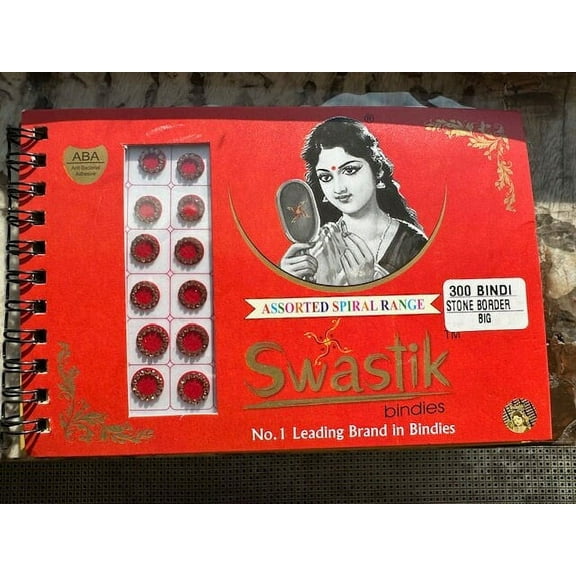 ABA
Anti Bacterial
Adhesive
®
ASSORTED SPIRAL RANGE
300 BINDI
STONE BORDER
BIG
TM
Swastik
bindies
No.1 Leading Brand in Bindies